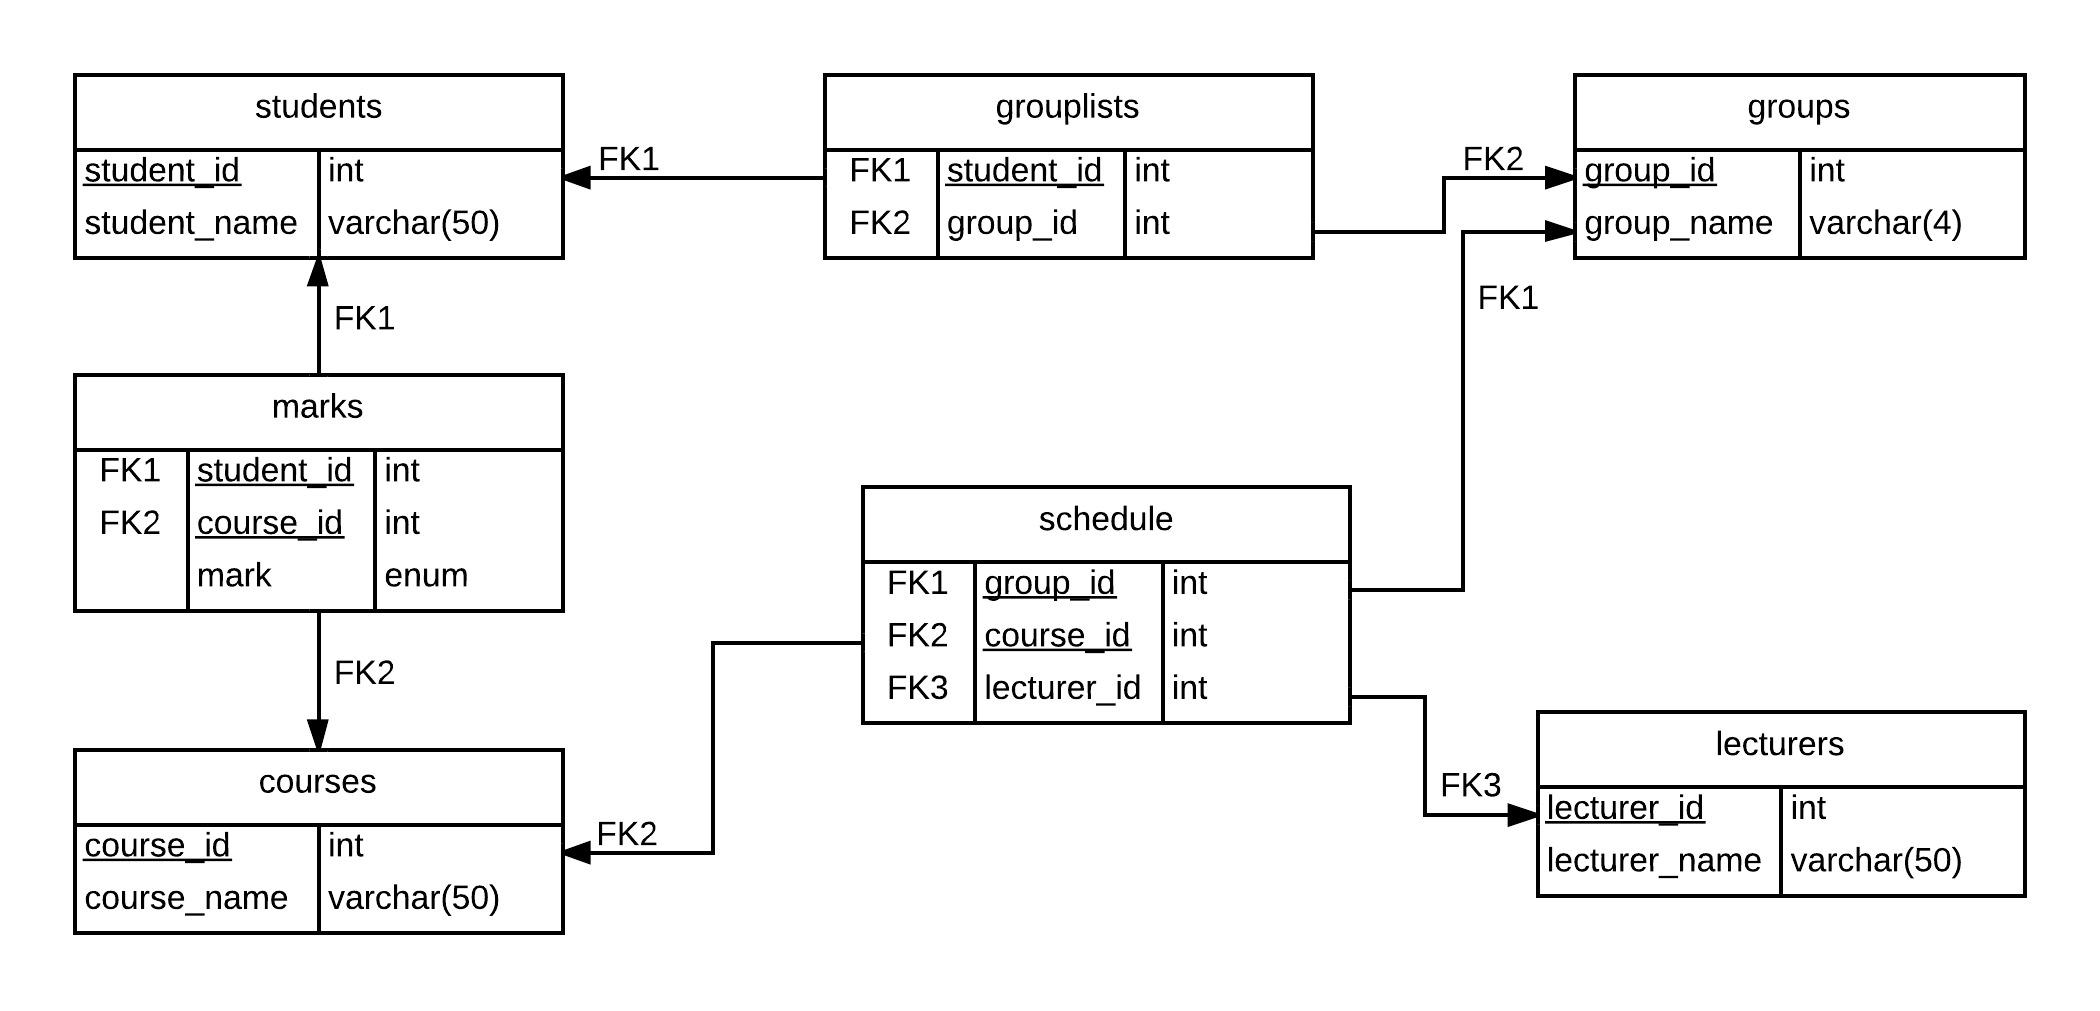 students
student_id int
student_name varchar(50)
FK1
grouplists
FK1 student_id int
FK2 group_id int
FK2
groups
group_id int
group_name varchar(4)
FK1
FK1
marks
FK1 student_id int
FK2 course_id int
mark enum
FK2
schedule
FK1 group_id int
FK2 course_id int
FK3 lecturer_id int
courses
course_id int
course_name varchar(50)
FK2
FK3
lecturers
lecturer_id int
lecturer_name varchar(50)